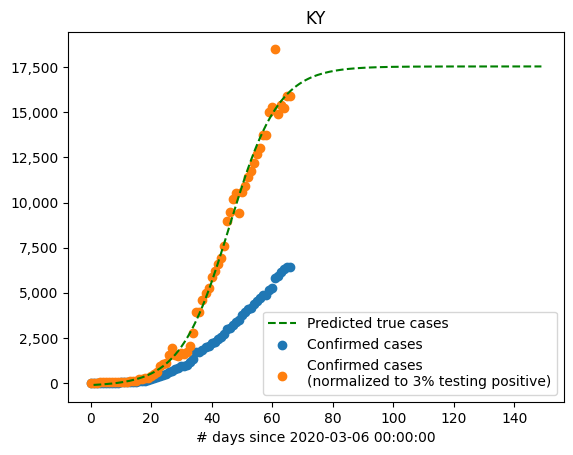 KY
17,500
15,000
12,500
10,000
7,500
5,000
2,500
0
Predicted true cases
Confirmed cases
Confirmed cases
(normalized to 3% testing positive)
0 20 40 60 80 100 120 140
# days since 2020-03-06 00:00:00